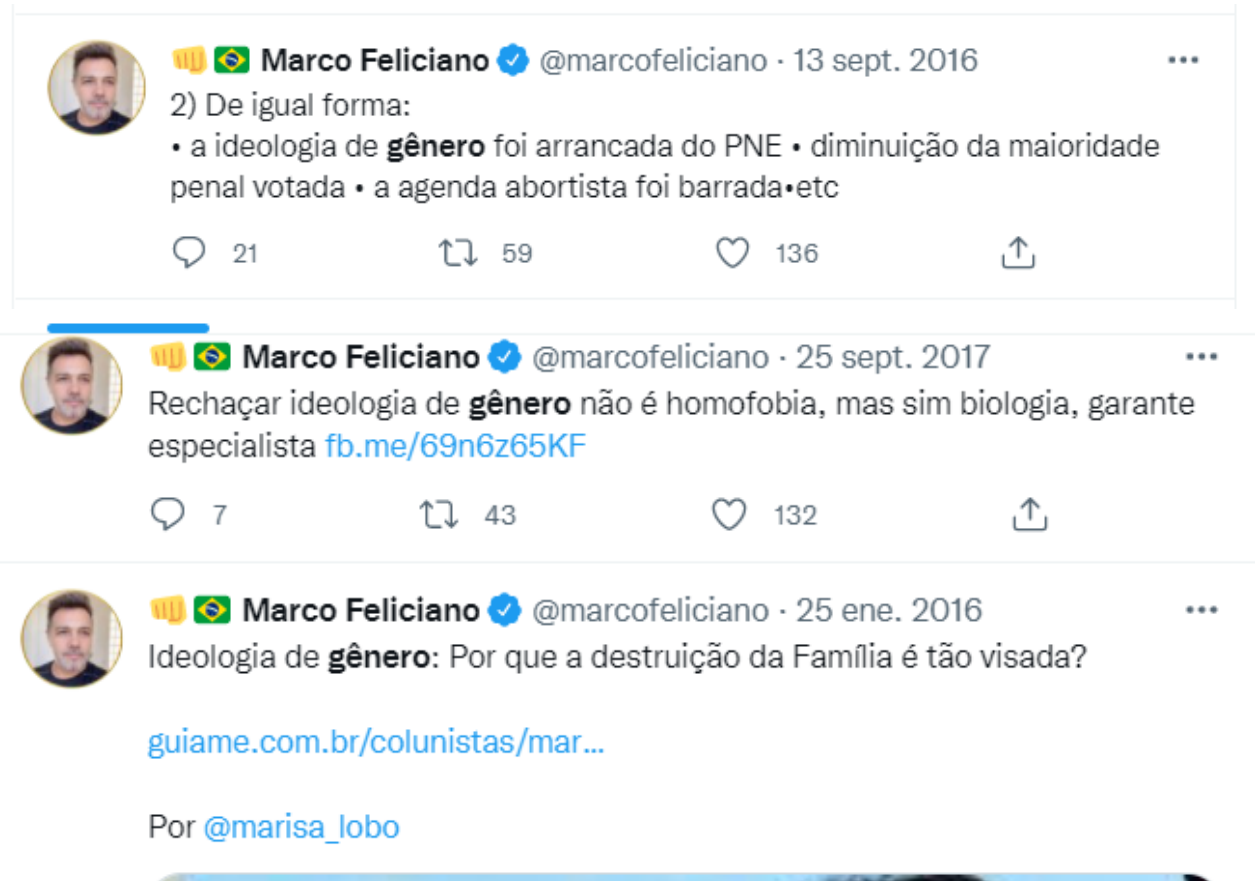 Marco Feliciano @marcofeliciano · 13 sept. 2016
2) De igual forma:
• a ideologia de gênero foi arrancada do PNE • diminuição da maioridade
penal votada • a agenda abortista foi barrada•etc
21 59 136
Marco Feliciano @marcofeliciano · 25 sept. 2017
Rechaçar ideologia de gênero não é homofobia, mas sim biologia, garante
especialista fb.me/69n6z65KF
7 43 132
Marco Feliciano @marcofeliciano · 25 ene. 2016
Ideologia de gênero: Por que a destruição da Família é tão visada?
guiame.com.br/colunistas/mar...
Por @marisa_lobo